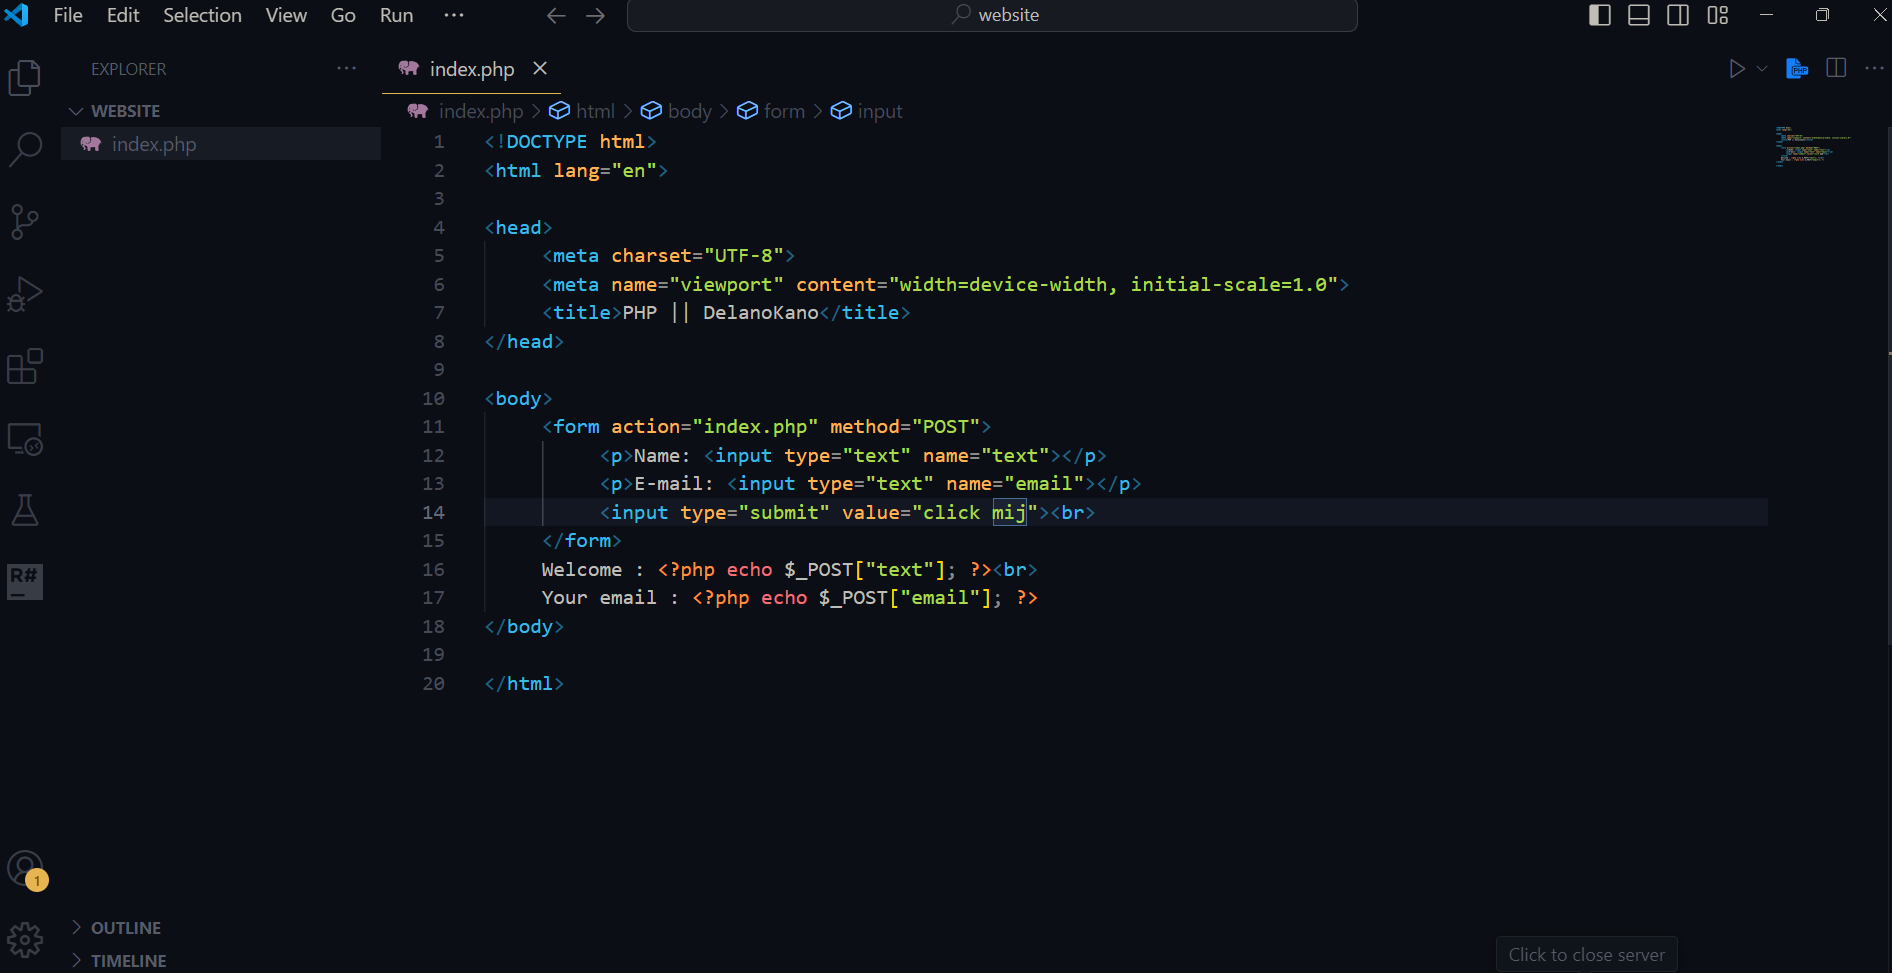 File Edit Selection View Go Run ···
website
EXPLORER ···
index.php
WEBSITE
index.php
index.php > html > body > form > input
PHP
1 <!DOCTYPE html>
2 <html lang="en">
3
4 <head>
5 <meta charset="UTF-8">
6 <meta name="viewport" content="width=device-width, initial-scale=1.0">
7 <title>PHP || DelanoKano</title>
8 </head>
9
10 <body>
11 <form action="index.php" method="POST">
12 <p>Name: <input type="text" name="text"></p>
13 <p>E-mail: <input type="text" name="email"></p>
14 <input type="submit" value="click mij"><br>
15 </form>
16 Welcome : <?php echo $_POST["text"]; ?><br>
17 Your email : <?php echo $_POST["email"]; ?>
18 </body>
19
20 </html>
R#
1
OUTLINE
TIMELINE
Click to close server